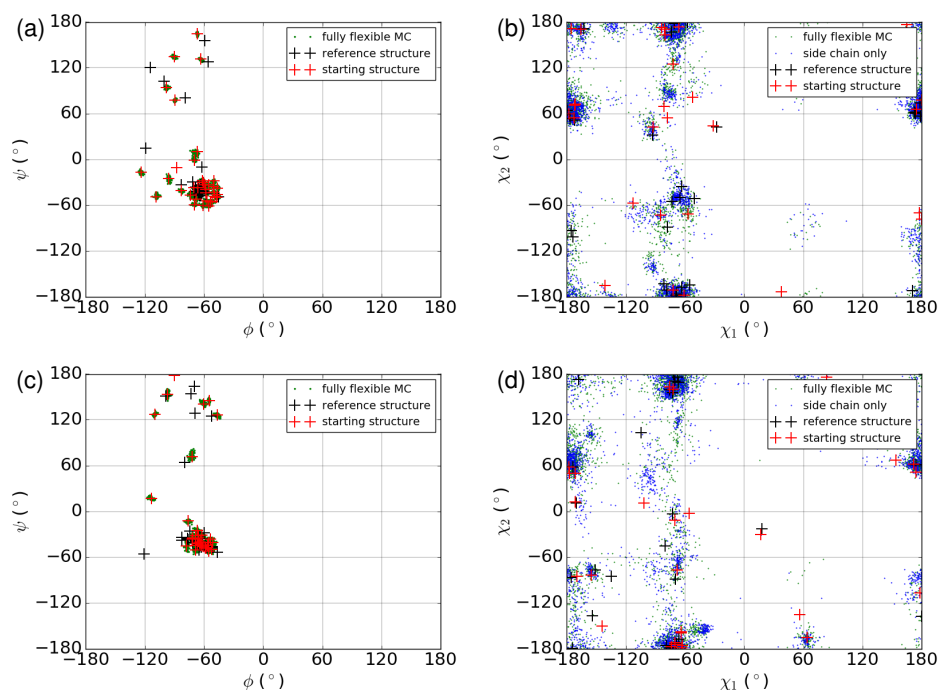 (a)
180
120
60
0
−60
−120
−180
ψ (°)
−180 −120 −60 0 60 120 180
ϕ (°)
fully flexible MC
reference structure
starting structure
(b)
180
120
60
0
−60
−120
−180
χ2 (°)
−180 −120 −60 0 60 120 180
χ1 (°)
fully flexible MC
side chain only
reference structure
starting structure
(c)
180
120
60
0
−60
−120
−180
ψ (°)
−180 −120 −60 0 60 120 180
ϕ (°)
fully flexible MC
reference structure
starting structure
(d)
180
120
60
0
−60
−120
−180
χ2 (°)
−180 −120 −60 0 60 120 180
χ1 (°)
fully flexible MC
side chain only
reference structure
starting structure